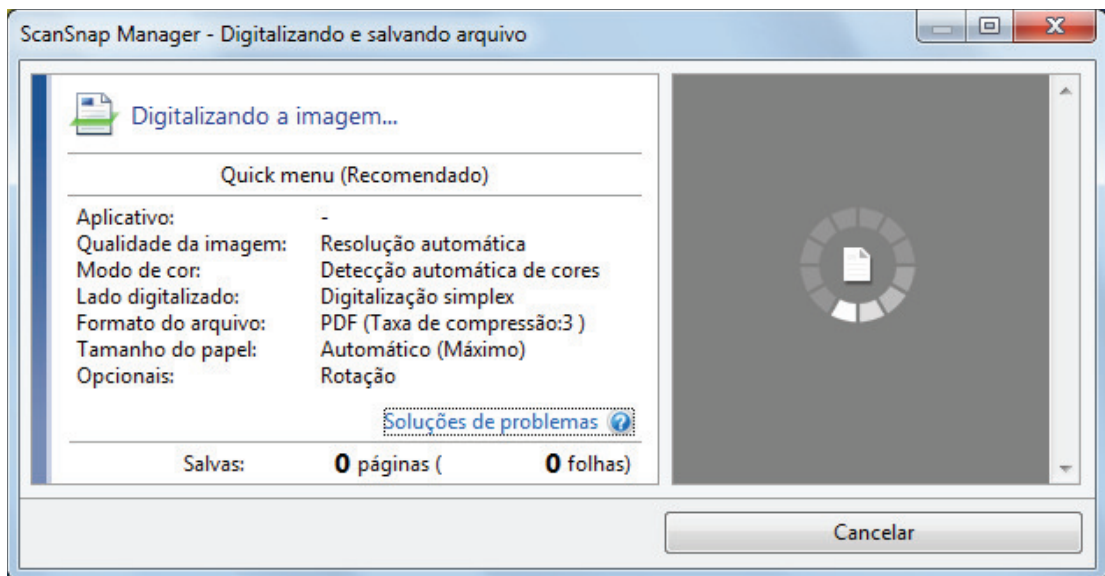 ScanSnap Manager - Digitalizando e salvando arquivo
Digitalizando a imagem...
Quick menu (Recomendado)
Aplicativo: -
Qualidade da imagem: Resolução automática
Modo de cor: Detecção automática de cores
Lado digitalizado: Digitalização simplex
Formato do arquivo: PDF (Taxa de compressão:3 )
Tamanho do papel: Automático (Máximo)
Opcionais: Rotação
Soluções de problemas
Salvas: 0 páginas ( 0 folhas)
Cancelar